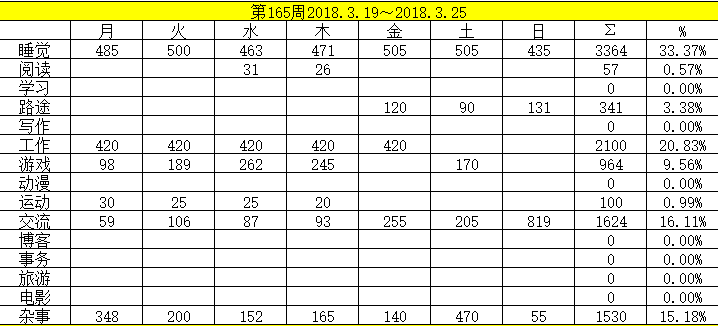 第165周2018.3.19～2018.3.25
月 火 水 木 金 土 日 Σ %
睡觉 485 500 463 471 505 505 435 3364 33.37%
阅读 31 26 57 0.57%
学习 0 0.00%
路途 120 90 131 341 3.38%
写作 0 0.00%
工作 420 420 420 420 420 2100 20.83%
游戏 98 189 262 245 170 964 9.56%
动漫 0 0.00%
运动 30 25 25 20 100 0.99%
交流 59 106 87 93 255 205 819 1624 16.11%
博客 0 0.00%
事务 0 0.00%
旅游 0 0.00%
电影 0 0.00%
杂事 348 200 152 165 140 470 55 1530 15.18%